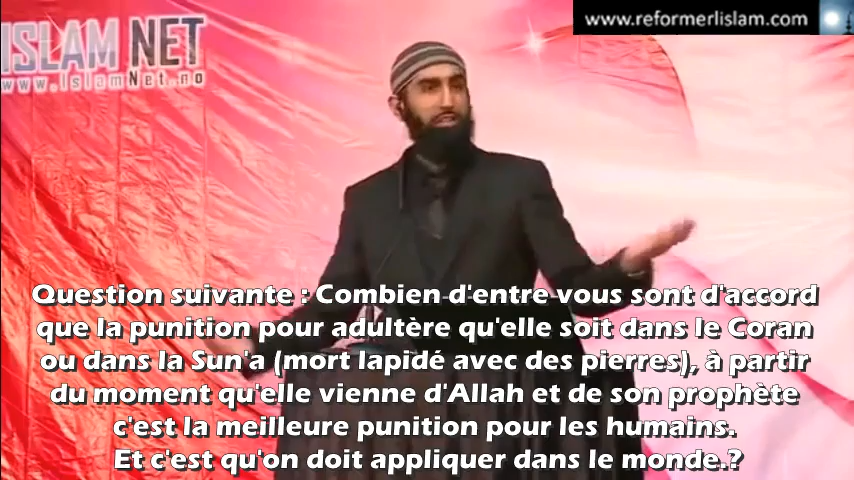 www.reformerlislam.com
ISLAM NET
www.IslamNet.no
Question suivante : Combien d'entre vous sont d'accord
que la punition pour adultère qu'elle soit dans le Coran
ou dans la Sun'a (mort lapidé avec des pierres), à partir
du moment qu'elle vienne d'Allah et de son prophète
c'est la meilleure punition pour les humains.
Et c'est qu'on doit appliquer dans le monde.?